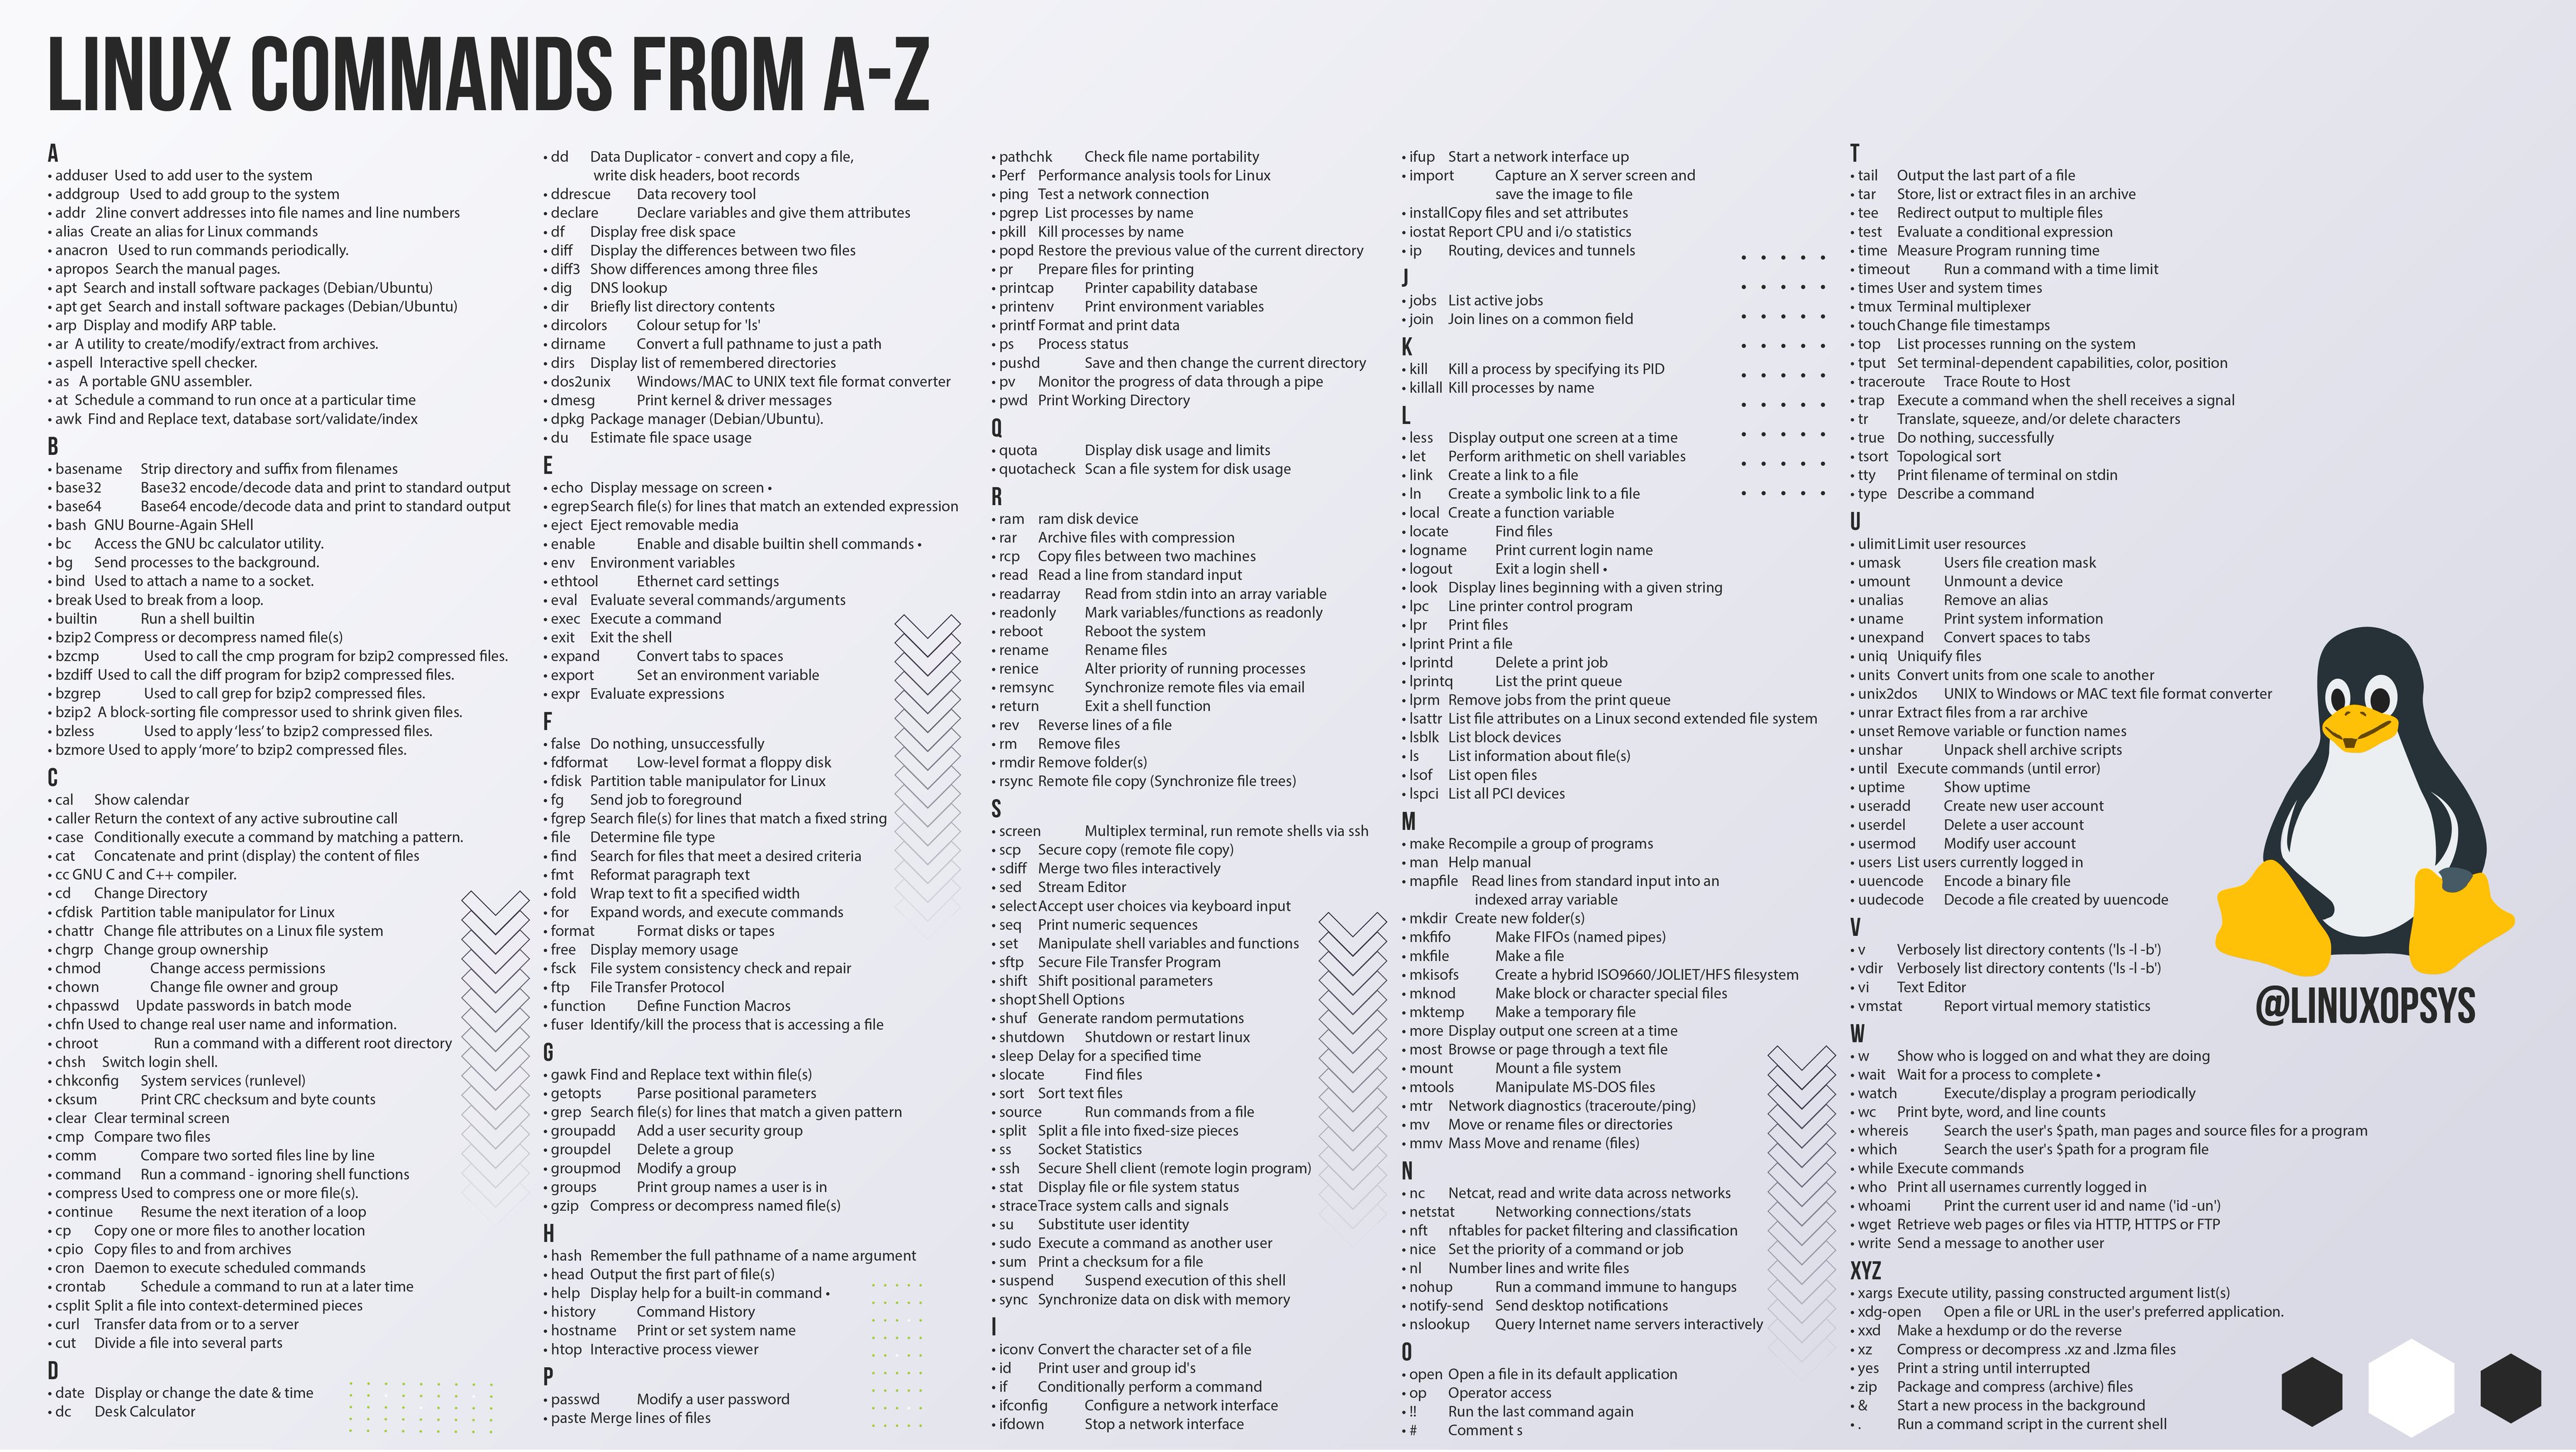 LINUX COMMANDS FROM A-Z
A
• adduser Used to add user to the system
• addgroup Used to add group to the system
• addr 2line convert addresses into file names and line numbers
• alias Create an alias for Linux commands
• anacron Used to run commands periodically.
• apropos Search the manual pages.
• apt Search and install software packages (Debian/Ubuntu)
• apt get Search and install software packages (Debian/Ubuntu)
• arp Display and modify ARP table.
• ar A utility to create/modify/extract from archives.
• aspell Interactive spell checker.
• as A portable GNU assembler.
• at Schedule a command to run once at a particular time
• awk Find and Replace text, database sort/validate/index
B
• basename Strip directory and suffix from filenames
• base32 Base32 encode/decode data and print to standard output
• base64 Base64 encode/decode data and print to standard output
• bash GNU Bourne-Again SHell
• bc Access the GNU bc calculator utility.
• bg Send processes to the background.
• bind Used to attach a name to a socket.
• break Used to break from a loop.
• builtin Run a shell builtin
• bzip2 Compress or decompress named file(s)
• bzcmp Used to call the cmp program for bzip2 compressed files.
• bzdiff Used to call the diff program for bzip2 compressed files.
• bzgrep Used to call grep for bzip2 compressed files.
• bzip2 A block-sorting file compressor used to shrink given files.
• bzless Used to apply ‘less’ to bzip2 compressed files.
• bzmore Used to apply ‘more’ to bzip2 compressed files.
C
• cal Show calendar
• caller Return the context of any active subroutine call
• case Conditionally execute a command by matching a pattern.
• cat Concatenate and print (display) the content of files
• cc GNU C and C++ compiler.
• cd Change Directory
• cfdisk Partition table manipulator for Linux
• chattr Change file attributes on a Linux file system
• chgrp Change group ownership
• chmod Change access permissions
• chown Change file owner and group
• chpasswd Update passwords in batch mode
• chfn Used to change real user name and information.
• chroot Run a command with a different root directory
• chsh Switch login shell.
• chkconfig System services (runlevel)
• cksum Print CRC checksum and byte counts
• clear Clear terminal screen
• cmp Compare two files
• comm Compare two sorted files line by line
• command Run a command - ignoring shell functions
• compress Used to compress one or more file(s).
• continue Resume the next iteration of a loop
• cp Copy one or more files to another location
• cpio Copy files to and from archives
• cron Daemon to execute scheduled commands
• crontab Schedule a command to run at a later time
• csplit Split a file into context-determined pieces
• curl Transfer data from or to a server
• cut Divide a file into several parts
D
• date Display or change the date & time
• dc Desk Calculator
• dd Data Duplicator - convert and copy a file,
write disk headers, boot records
• ddrescue Data recovery tool
• declare Declare variables and give them attributes
• df Display free disk space
• diff Display the differences between two files
• diff3 Show differences among three files
• dig DNS lookup
• dir Briefly list directory contents
• dircolors Colour setup for 'ls'
• dirname Convert a full pathname to just a path
• dirs Display list of remembered directories
• dos2unix Windows/MAC to UNIX text file format converter
• dmesg Print kernel & driver messages
• dpkg Package manager (Debian/Ubuntu).
• du Estimate file space usage
E
• echo Display message on screen •
• egrep Search file(s) for lines that match an extended expression
• eject Eject removable media
• enable Enable and disable builtin shell commands •
• env Environment variables
• ethtool Ethernet card settings
• eval Evaluate several commands/arguments
• exec Execute a command
• exit Exit the shell
• expand Convert tabs to spaces
• export Set an environment variable
• expr Evaluate expressions
F
• false Do nothing, unsuccessfully
• fdformat Low-level format a floppy disk
• fdisk Partition table manipulator for Linux
• fg Send job to foreground
• fgrep Search file(s) for lines that match a fixed string
• file Determine file type
• find Search for files that meet a desired criteria
• fmt Reformat paragraph text
• fold Wrap text to fit a specified width
• for Expand words, and execute commands
• format Format disks or tapes
• free Display memory usage
• fsck File system consistency check and repair
• ftp File Transfer Protocol
• function Define Function Macros
• fuser Identify/kill the process that is accessing a file
G
• gawk Find and Replace text within file(s)
• getopts Parse positional parameters
• grep Search file(s) for lines that match a given pattern
• groupadd Add a user security group
• groupdel Delete a group
• groupmod Modify a group
• groups Print group names a user is in
• gzip Compress or decompress named file(s)
H
• hash Remember the full pathname of a name argument
• head Output the first part of file(s)
• help Display help for a built-in command •
• history Command History
• hostname Print or set system name
• htop Interactive process viewer
P
• passwd Modify a user password
• paste Merge lines of files
• pathchk Check file name portability
• Perf Performance analysis tools for Linux
• ping Test a network connection
• pgrep List processes by name
• pkill Kill processes by name
• popd Restore the previous value of the current directory
• pr Prepare files for printing
• printcap Printer capability database
• printenv Print environment variables
• printf Format and print data
• ps Process status
• pushd Save and then change the current directory
• pv Monitor the progress of data through a pipe
• pwd Print Working Directory
Q
• quota Display disk usage and limits
• quotacheck Scan a file system for disk usage
R
• ram ram disk device
• rar Archive files with compression
• rcp Copy files between two machines
• read Read a line from standard input
• readarray Read from stdin into an array variable
• readonly Mark variables/functions as readonly
• reboot Reboot the system
• rename Rename files
• renice Alter priority of running processes
• remsync Synchronize remote files via email
• return Exit a shell function
• rev Reverse lines of a file
• rm Remove files
• rmdir Remove folder(s)
• rsync Remote file copy (Synchronize file trees)
S
• screen Multiplex terminal, run remote shells via ssh
• scp Secure copy (remote file copy)
• sdiff Merge two files interactively
• sed Stream Editor
• select Accept user choices via keyboard input
• seq Print numeric sequences
• set Manipulate shell variables and functions
• sftp Secure File Transfer Program
• shift Shift positional parameters
• shopt Shell Options
• shuf Generate random permutations
• shutdown Shutdown or restart linux
• sleep Delay for a specified time
• slocate Find files
• sort Sort text files
• source Run commands from a file
• split Split a file into fixed-size pieces
• ss Socket Statistics
• ssh Secure Shell client (remote login program)
• stat Display file or file system status
• strace Trace system calls and signals
• su Substitute user identity
• sudo Execute a command as another user
• sum Print a checksum for a file
• suspend Suspend execution of this shell
• sync Synchronize data on disk with memory
I
• iconv Convert the character set of a file
• id Print user and group id's
• if Conditionally perform a command
• ifconfig Configure a network interface
• ifdown Stop a network interface
• ifup Start a network interface up
• import Capture an X server screen and
save the image to file
• install Copy files and set attributes
• iostat Report CPU and i/o statistics
• ip Routing, devices and tunnels
J
• jobs List active jobs
• join Join lines on a common field
K
• kill Kill a process by specifying its PID
• killall Kill processes by name
L
• less Display output one screen at a time
• let Perform arithmetic on shell variables
• link Create a link to a file
• ln Create a symbolic link to a file
• local Create a function variable
• locate Find files
• logname Print current login name
• logout Exit a login shell •
• look Display lines beginning with a given string
• lpc Line printer control program
• lpr Print files
• lprint Print a file
• lprintd Delete a print job
• lprintq List the print queue
• lprm Remove jobs from the print queue
• lsattr List file attributes on a Linux second extended file system
• lsblk List block devices
• ls List information about file(s)
• lsof List open files
• lspci List all PCI devices
M
• make Recompile a group of programs
• man Help manual
• mapfile Read lines from standard input into an
indexed array variable
• mkdir Create new folder(s)
• mkfifo Make FIFOs (named pipes)
• mkfile Make a file
• mkisofs Create a hybrid ISO9660/JOLIET/HFS filesystem
• mknod Make block or character special files
• mktemp Make a temporary file
• more Display output one screen at a time
• most Browse or page through a text file
• mount Mount a file system
• mtools Manipulate MS-DOS files
• mtr Network diagnostics (traceroute/ping)
• mv Move or rename files or directories
• mmv Mass Move and rename (files)
N
• nc Netcat, read and write data across networks
• netstat Networking connections/stats
• nft nftables for packet filtering and classification
• nice Set the priority of a command or job
• nl Number lines and write files
• nohup Run a command immune to hangups
• notify-send Send desktop notifications
• nslookup Query Internet name servers interactively
O
• open Open a file in its default application
• op Operator access
• !! Run the last command again
• # Comment s
T
• tail Output the last part of a file
• tar Store, list or extract files in an archive
• tee Redirect output to multiple files
• test Evaluate a conditional expression
• time Measure Program running time
• timeout Run a command with a time limit
• times User and system times
• tmux Terminal multiplexer
• touch Change file timestamps
• top List processes running on the system
• tput Set terminal-dependent capabilities, color, position
• traceroute Trace Route to Host
• trap Execute a command when the shell receives a signal
• tr Translate, squeeze, and/or delete characters
• true Do nothing, successfully
• tsort Topological sort
• tty Print filename of terminal on stdin
• type Describe a command
U
• ulimit Limit user resources
• umask Users file creation mask
• umount Unmount a device
• unalias Remove an alias
• uname Print system information
• unexpand Convert spaces to tabs
• uniq Uniquify files
• units Convert units from one scale to another
• unix2dos UNIX to Windows or MAC text file format converter
• unrar Extract files from a rar archive
• unset Remove variable or function names
• unshar Unpack shell archive scripts
• until Execute commands (until error)
• uptime Show uptime
• useradd Create new user account
• userdel Delete a user account
• usermod Modify user account
• users List users currently logged in
• uuencode Encode a binary file
• uudecode Decode a file created by uuencode
V
• v Verbosely list directory contents ('ls -l -b')
• vdir Verbosely list directory contents ('ls -l -b')
• vi Text Editor
• vmstat Report virtual memory statistics
W
• w Show who is logged on and what they are doing
• wait Wait for a process to complete •
• watch Execute/display a program periodically
• wc Print byte, word, and line counts
• whereis Search the user's $path, man pages and source files for a program
• which Search the user's $path for a program file
• while Execute commands
• who Print all usernames currently logged in
• whoami Print the current user id and name ('id -un')
• wget Retrieve web pages or files via HTTP, HTTPS or FTP
• write Send a message to another user
XYZ
• xargs Execute utility, passing constructed argument list(s)
• xdg-open Open a file or URL in the user's preferred application.
• xxd Make a hexdump or do the reverse
• xz Compress or decompress .xz and .lzma files
• yes Print a string until interrupted
• zip Package and compress (archive) files
• & Start a new process in the background
• . Run a command script in the current shell
@LINUXOPSYS